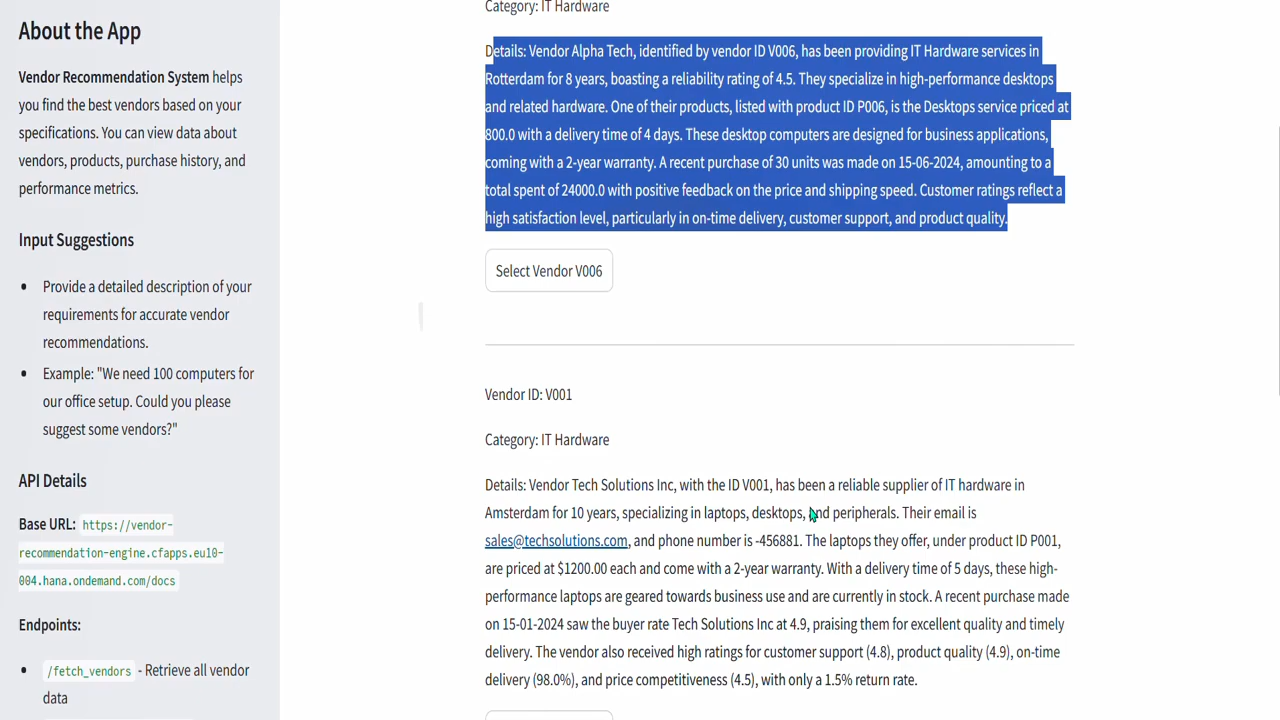 About the App
Vendor Recommendation System helps
you find the best vendors based on your
specifications. You can view data about
vendors, products, purchase history, and
performance metrics.
Input Suggestions
Provide a detailed description of your
requirements for accurate vendor
recommendations.
Example: "We need 100 computers for
our office setup. Could you please
suggest some vendors?"
API Details
Base URL: https://vendor-
recommendation-engine.cfapps.eu10-
004.hana.ondemand.com/docs
Endpoints:
/fetch_vendors - Retrieve all vendor
data
Category: IT Hardware
Details: Vendor Alpha Tech, identified by vendor ID V006, has been providing IT Hardware services in
Rotterdam for 8 years, boasting a reliability rating of 4.5. They specialize in high-performance desktops
and related hardware. One of their products, listed with product ID P006, is the Desktops service priced at
800.0 with a delivery time of 4 days. These desktop computers are designed for business applications,
coming with a 2-year warranty. A recent purchase of 30 units was made on 15-06-2024, amounting to a
total spent of 24000.0 with positive feedback on the price and shipping speed. Customer ratings reflect a
high satisfaction level, particularly in on-time delivery, customer support, and product quality.
Select Vendor V006
Vendor ID: V001
Category: IT Hardware
Details: Vendor Tech Solutions Inc, with the ID V001, has been a reliable supplier of IT hardware in
Amsterdam for 10 years, specializing in laptops, desktops, and peripherals. Their email is
sales@techsolutions.com, and phone number is -456881. The laptops they offer, under product ID P001,
are priced at $1200.00 each and come with a 2-year warranty. With a delivery time of 5 days, these high-
performance laptops are geared towards business use and are currently in stock. A recent purchase made
on 15-01-2024 saw the buyer rate Tech Solutions Inc at 4.9, praising them for excellent quality and timely
delivery. The vendor also received high ratings for customer support (4.8), product quality (4.9), on-time
delivery (98.0%), and price competitiveness (4.5), with only a 1.5% return rate.